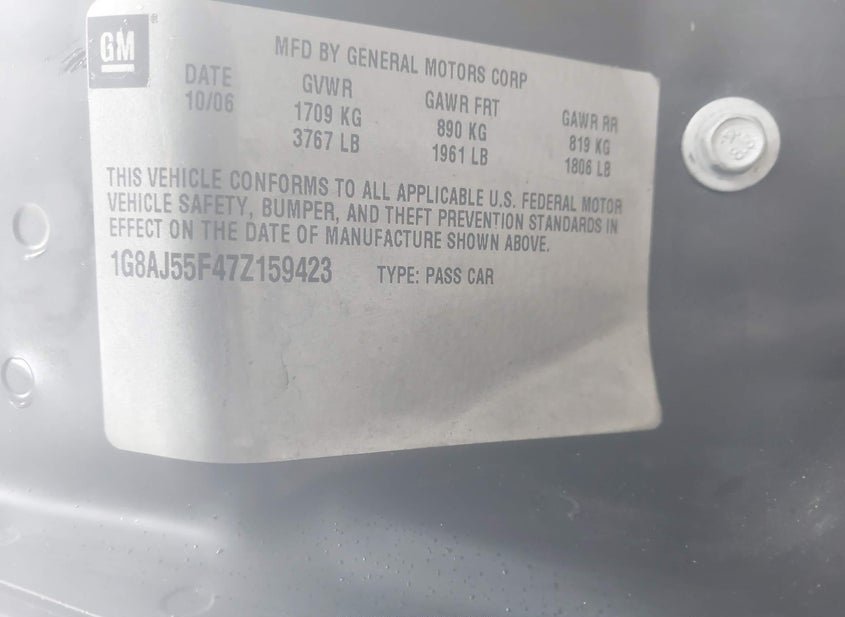 GM
MFD BY GENERAL MOTORS CORP
DATE GVWR GAWR FRT GAWR RR
10/06 1709 KG 890 KG 819 KG
3767 LB 1961 LB 1806 LB
THIS VEHICLE CONFORMS TO ALL APPLICABLE U.S. FEDERAL MOTOR
VEHICLE SAFETY, BUMPER, AND THEFT PREVENTION STANDARDS IN
EFFECT ON THE DATE OF MANUFACTURE SHOWN ABOVE.
1G8AJ55F47Z159423 TYPE: PASS CAR